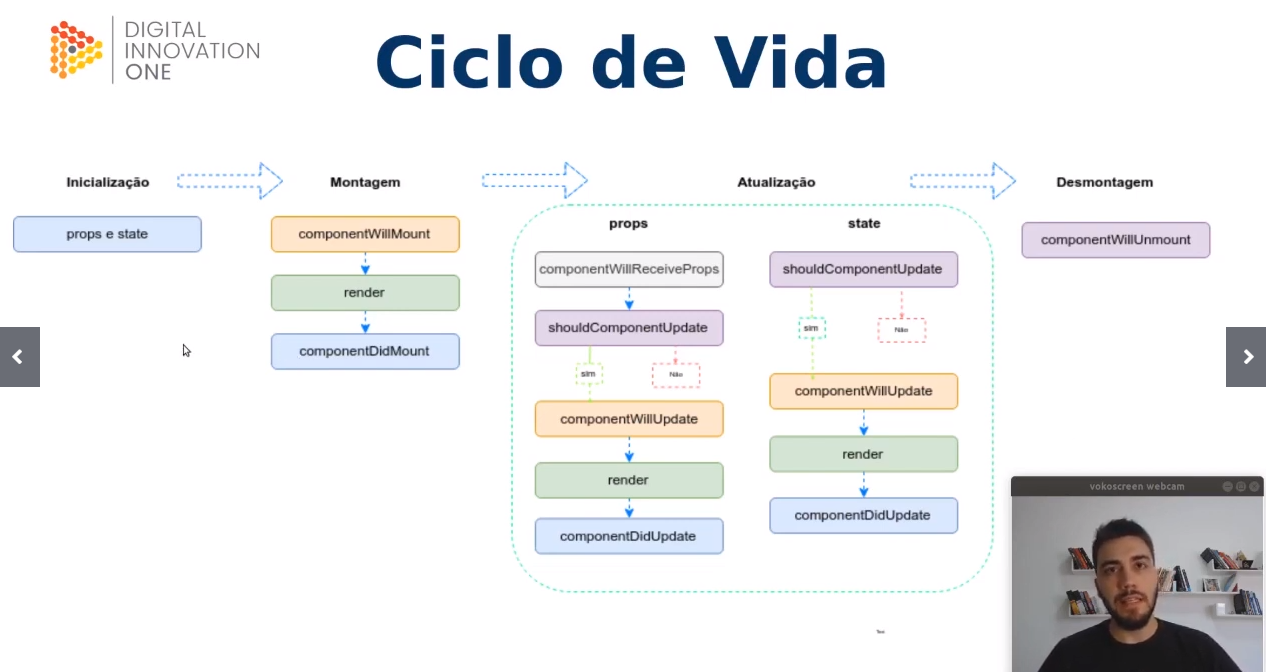 DIGITAL
INNOVATION
ONE
Ciclo de Vida
Inicialização
Montagem
Atualização
Desmontagem
props e state
componentWillMount
render
componentDidMount
props
componentWillReceiveProps
shouldComponentUpdate
sim
Não
componentWillUpdate
render
componentDidUpdate
state
shouldComponentUpdate
sim
Não
componentWillUpdate
render
componentDidUpdate
componentWillUnmount
vokoscreen webcam